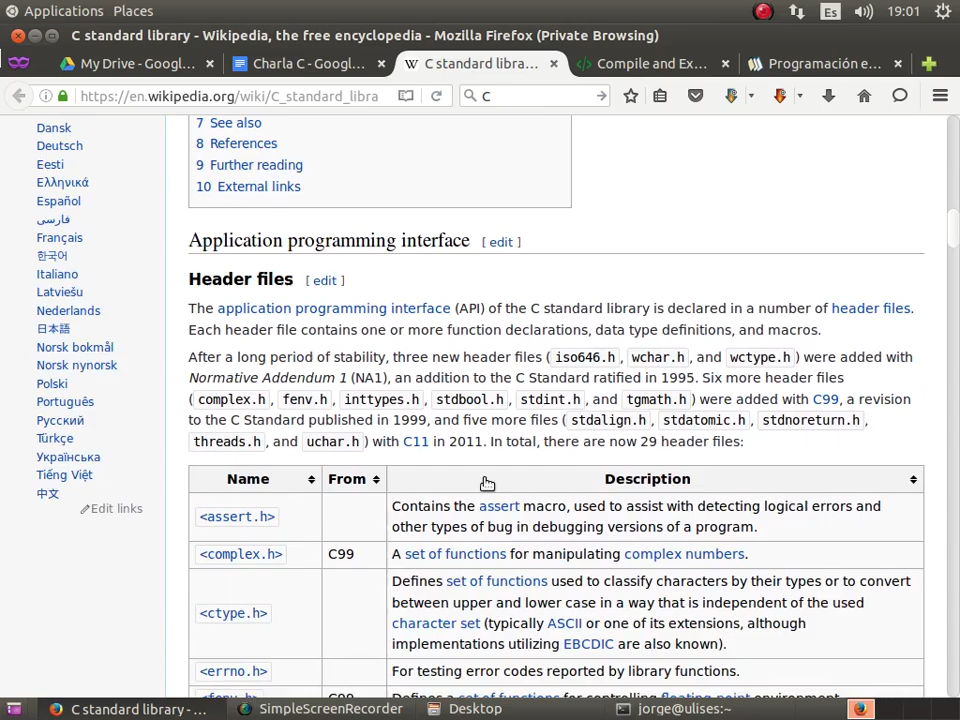 Applications Places Es 19:01
C standard library - Wikipedia, the free encyclopedia - Mozilla Firefox (Private Browsing)
My Drive - Googl... Charla C - Googl... W C standard libra... Compile and Ex... Programación e...
https://en.wikipedia.org/wiki/C_standard_libra C
Dansk
Deutsch
Eesti
Ελληνικά
Español
فارسی
Français
한국어
Italiano
Latviešu
Nederlands
日本語
Norsk bokmål
Norsk nynorsk
Polski
Português
Русский
Türkçe
Українська
Tiếng Việt
中文
Edit links
7 See also
8 References
9 Further reading
10 External links
Application programming interface [ edit ]
Header files [ edit ]
The application programming interface (API) of the C standard library is declared in a number of header files.
Each header file contains one or more function declarations, data type definitions, and macros.
After a long period of stability, three new header files ( iso646.h , wchar.h , and wctype.h ) were added with
Normative Addendum 1 (NA1), an addition to the C Standard ratified in 1995. Six more header files
( complex.h , fenv.h , inttypes.h , stdbool.h , stdint.h , and tgmath.h ) were added with C99, a revision
to the C Standard published in 1999, and five more files ( stdalign.h , stdatomic.h , stdnoreturn.h ,
threads.h , and uchar.h ) with C11 in 2011. In total, there are now 29 header files:
Name From Description
<assert.h> Contains the assert macro, used to assist with detecting logical errors and
other types of bug in debugging versions of a program.
<complex.h> C99 A set of functions for manipulating complex numbers.
<ctype.h> Defines set of functions used to classify characters by their types or to convert
between upper and lower case in a way that is independent of the used
character set (typically ASCII or one of its extensions, although
implementations utilizing EBCDIC are also known).
<errno.h> For testing error codes reported by library functions.
<fenv.h> C99 Defines a set of functions for controlling floating-point environment.
C standard library - ... SimpleScreenRecorder Desktop jorge@ulises:~